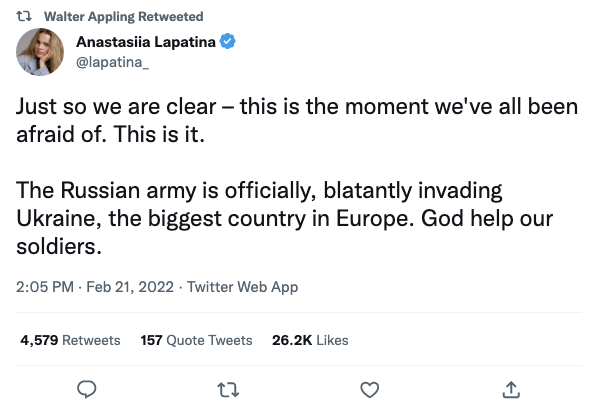 Walter Appling Retweeted
Anastasiia Lapatina
@lapatina_
Just so we are clear – this is the moment we've all been
afraid of. This is it.
The Russian army is officially, blatantly invading
Ukraine, the biggest country in Europe. God help our
soldiers.
2:05 PM · Feb 21, 2022 · Twitter Web App
4,579 Retweets 157 Quote Tweets 26.2K Likes